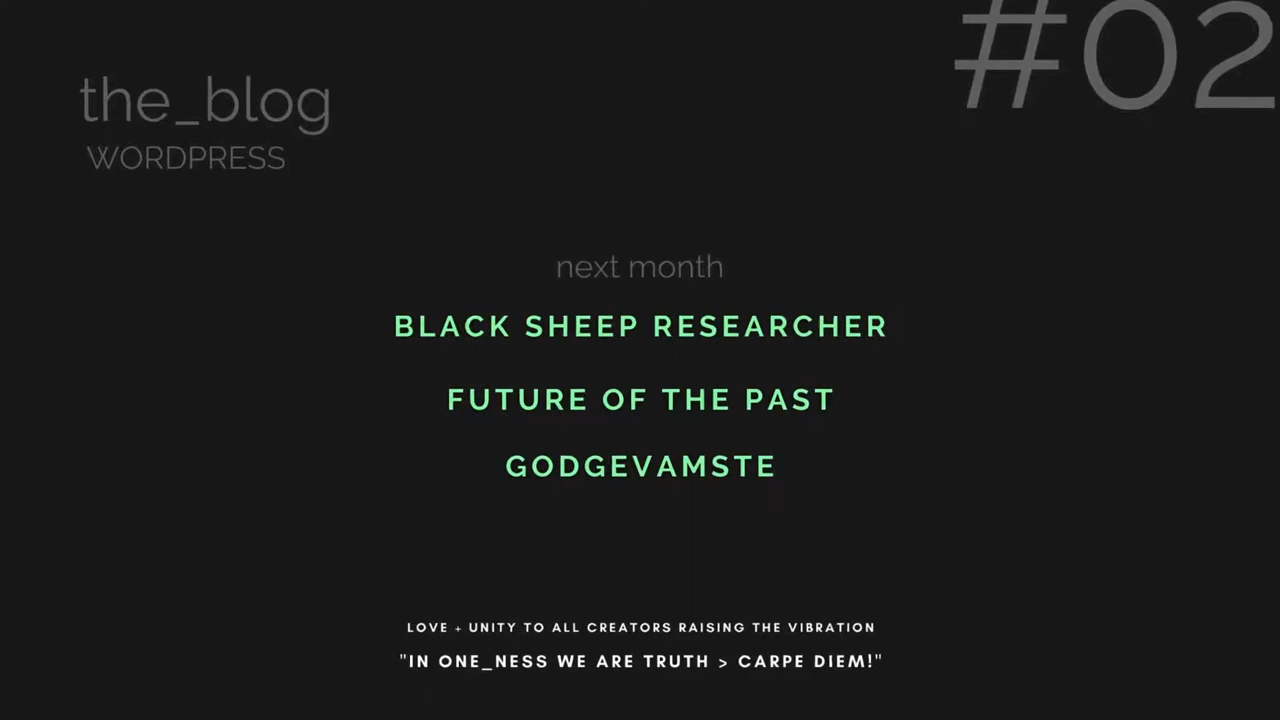 #02
the_blog
WORDPRESS
next month
BLACK SHEEP RESEARCHER
FUTURE OF THE PAST
GODGEVAMSTE
LOVE + UNITY TO ALL CREATORS RAISING THE VIBRATION
"IN ONE_NESS WE ARE TRUTH > CARPE DIEM!"